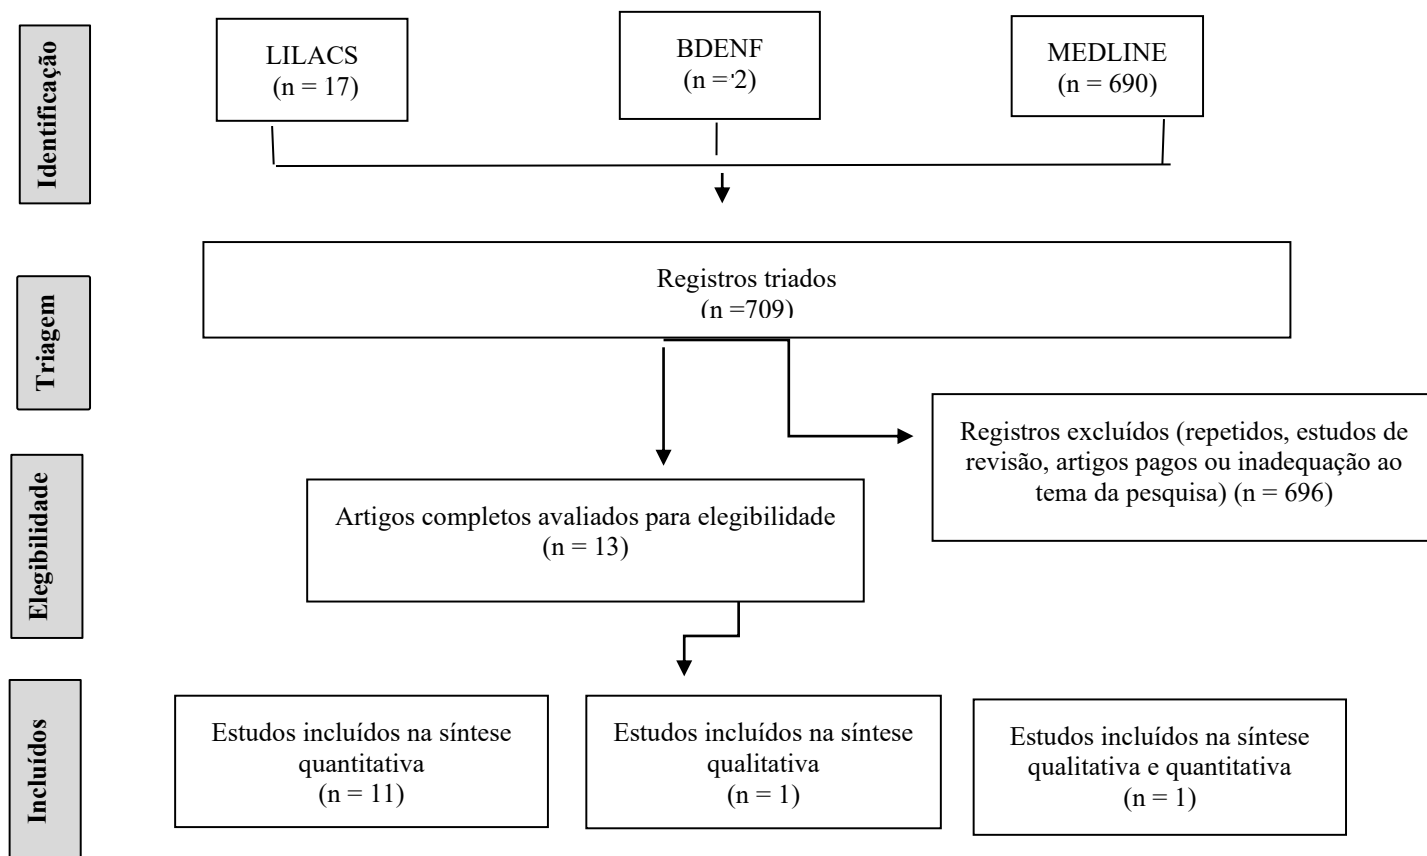 Identificação
LILACS
(n = 17)
BDENF
(n = 2)
MEDLINE
(n = 690)
Triagem
Registros triados
(n =709)
Registros excluídos (repetidos, estudos de
revisão, artigos pagos ou inadequação ao
tema da pesquisa) (n = 696)
Elegibilidade
Artigos completos avaliados para elegibilidade
(n = 13)
Incluídos
Estudos incluídos na síntese
quantitativa
(n = 11)
Estudos incluídos na síntese
qualitativa
(n = 1)
Estudos incluídos na síntese
qualitativa e quantitativa
(n = 1)